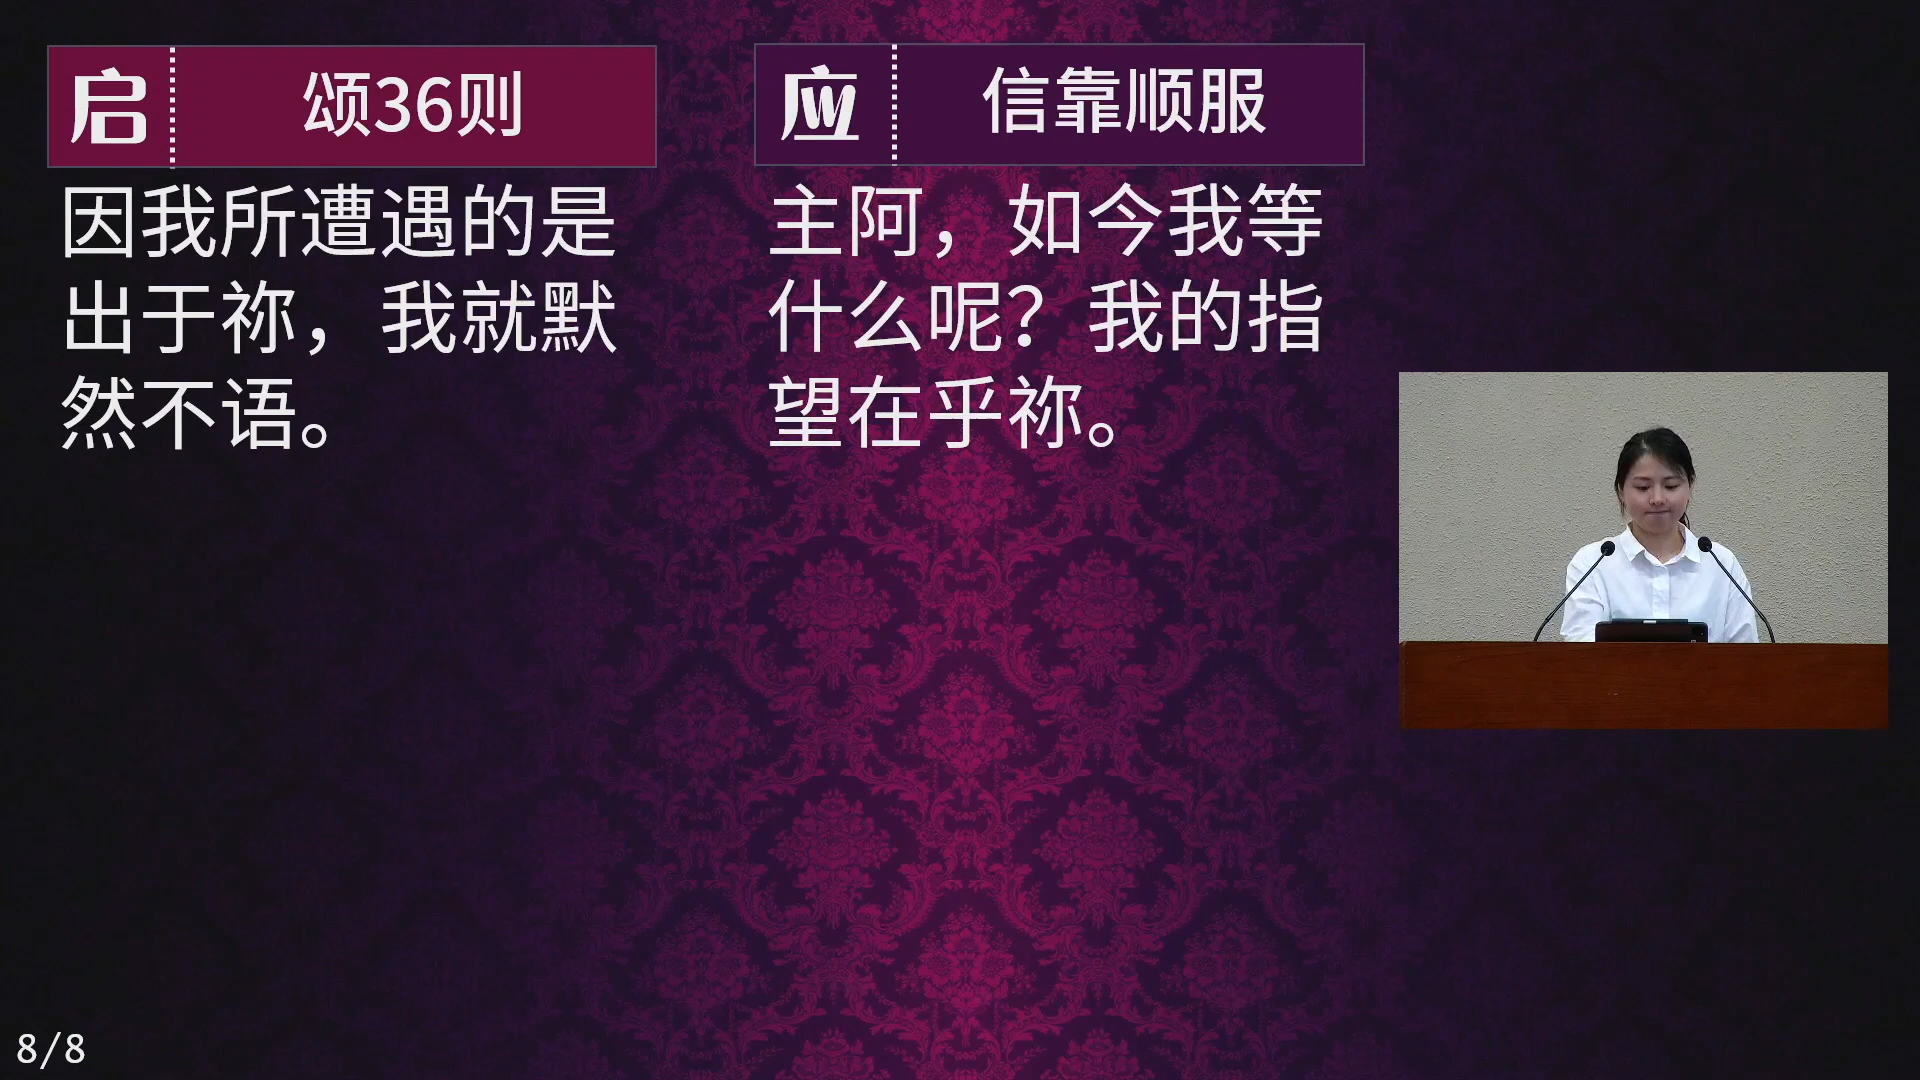 启 颂36则
因我所遭遇的是
出于祢，我就默
然不语。
应 信靠顺服
主阿，如今我等
什么呢？我的指
望在乎祢。
8/8